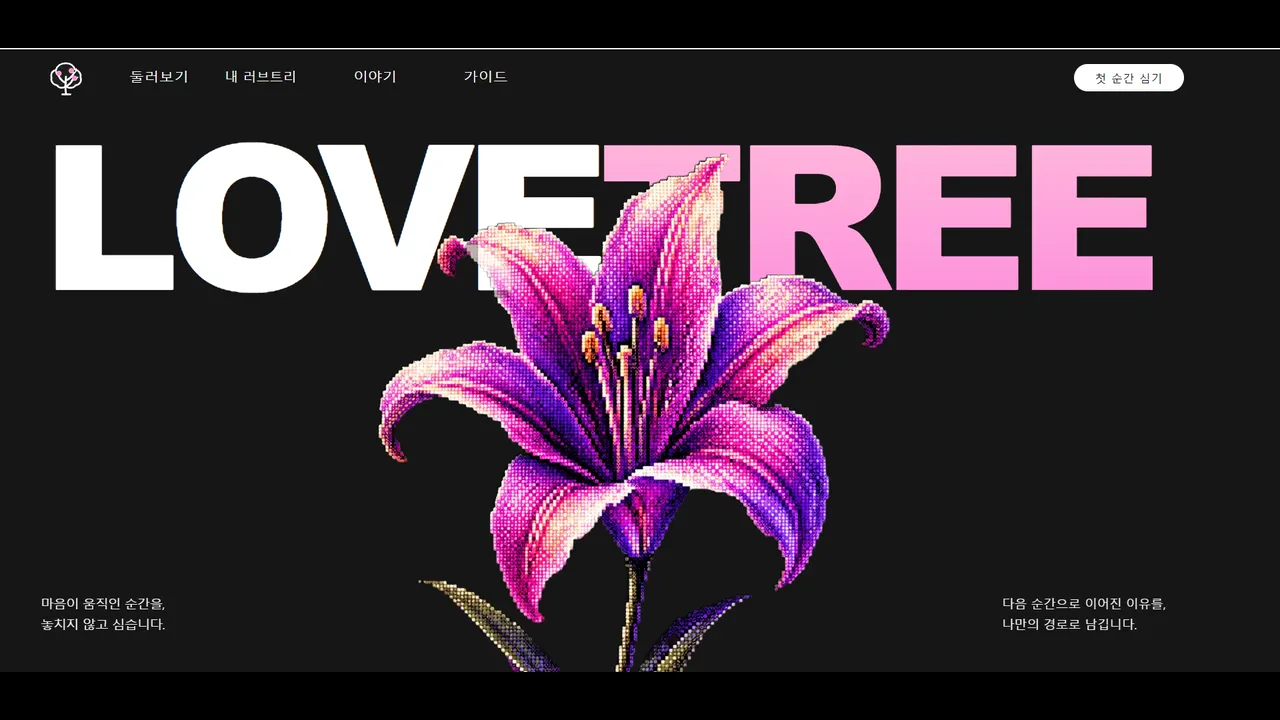 둘러보기 내 러브트리 이야기 가이드 첫 순간 심기
LOVETREE
마음이 움직인 순간을,
놓치지 않고 심습니다.
다음 순간으로 이어진 이유를,
나만의 경로로 남깁니다.